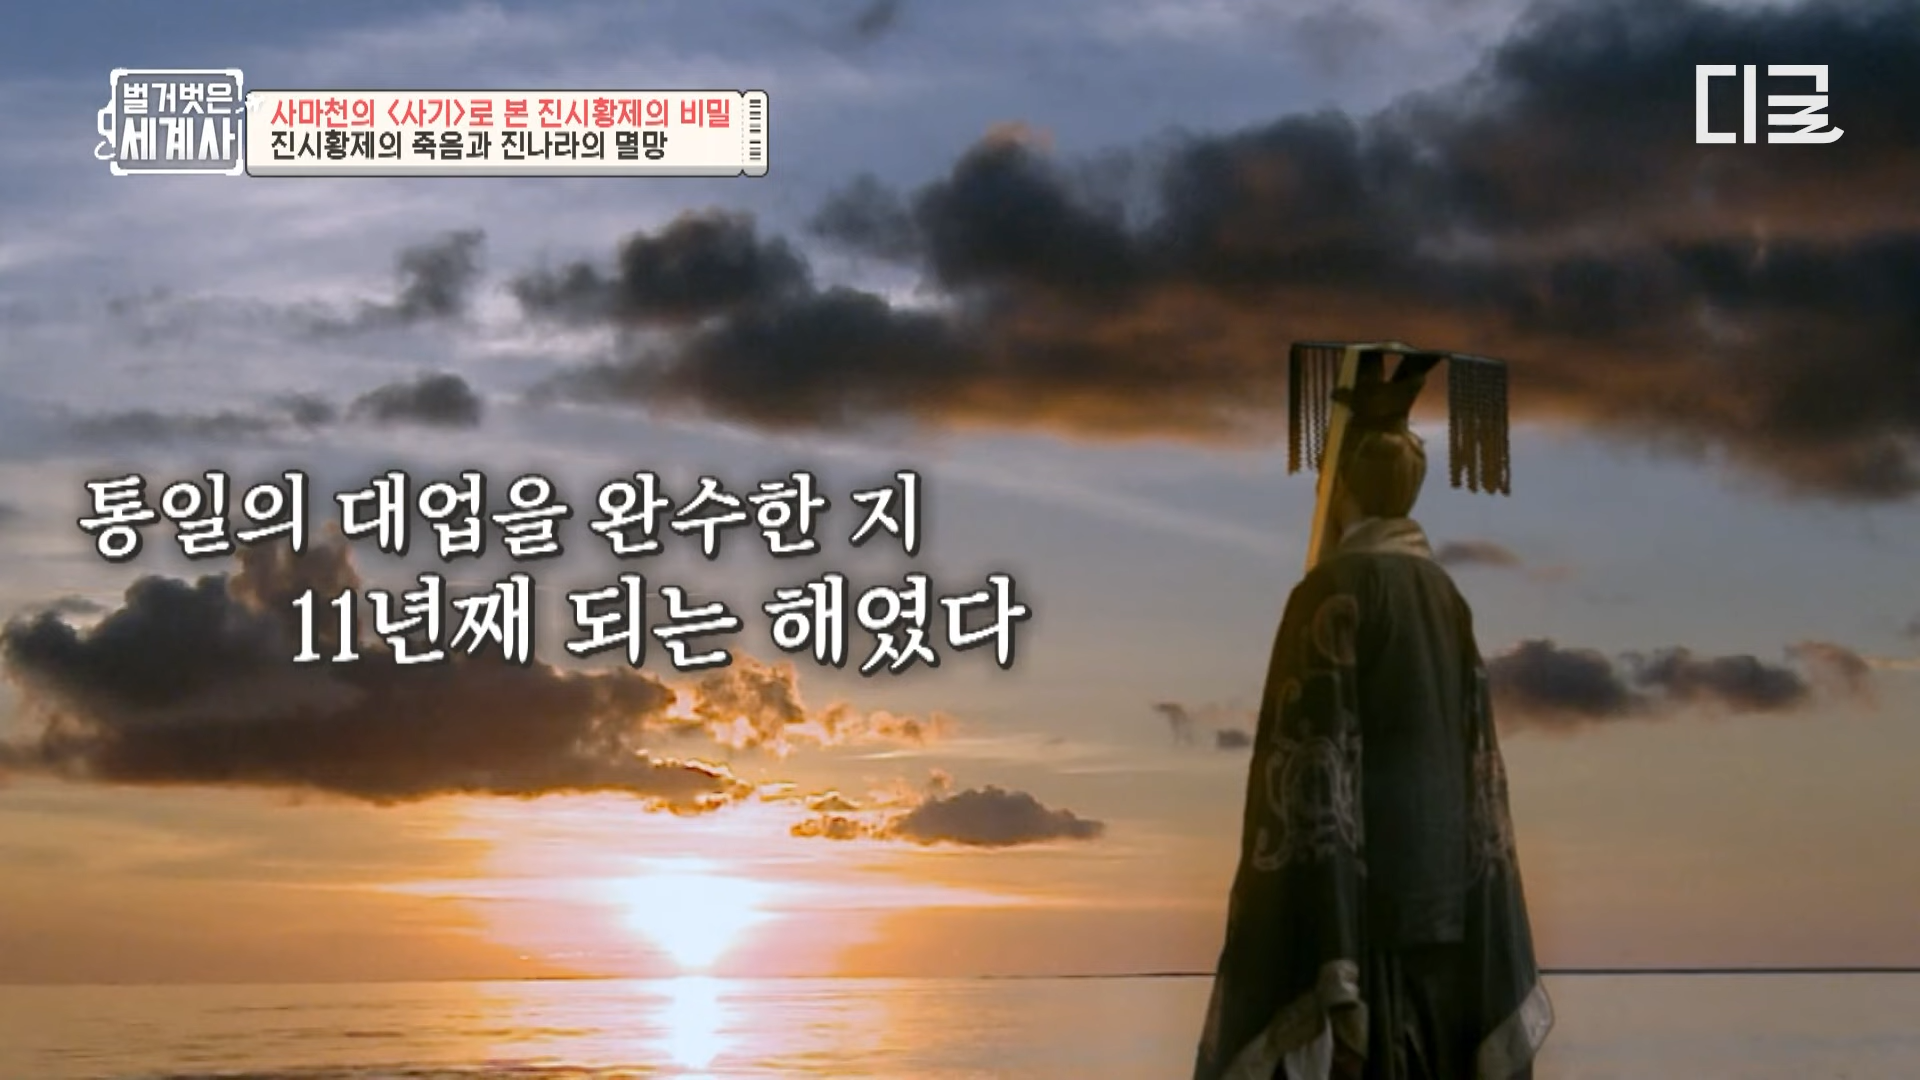 벌거벗은
세계사
사마천의 <사기>로 본 진시황제의 비밀
진시황제의 죽음과 진나라의 멸망
디글
통일의 대업을 완수한 지
11년째 되는 해였다